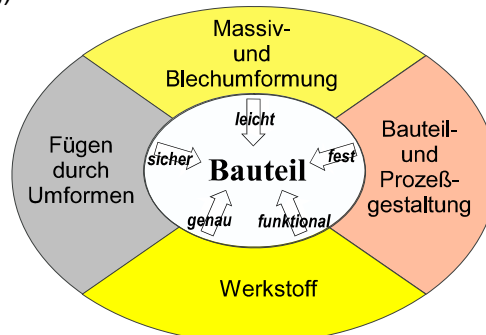 Massiv-
und
Blechumformung
Fügen
durch
Umformen
leicht
sicher
fest
Bauteil
genau
funktional
Bauteil-
und
Prozeß-
gestaltung
Werkstoff